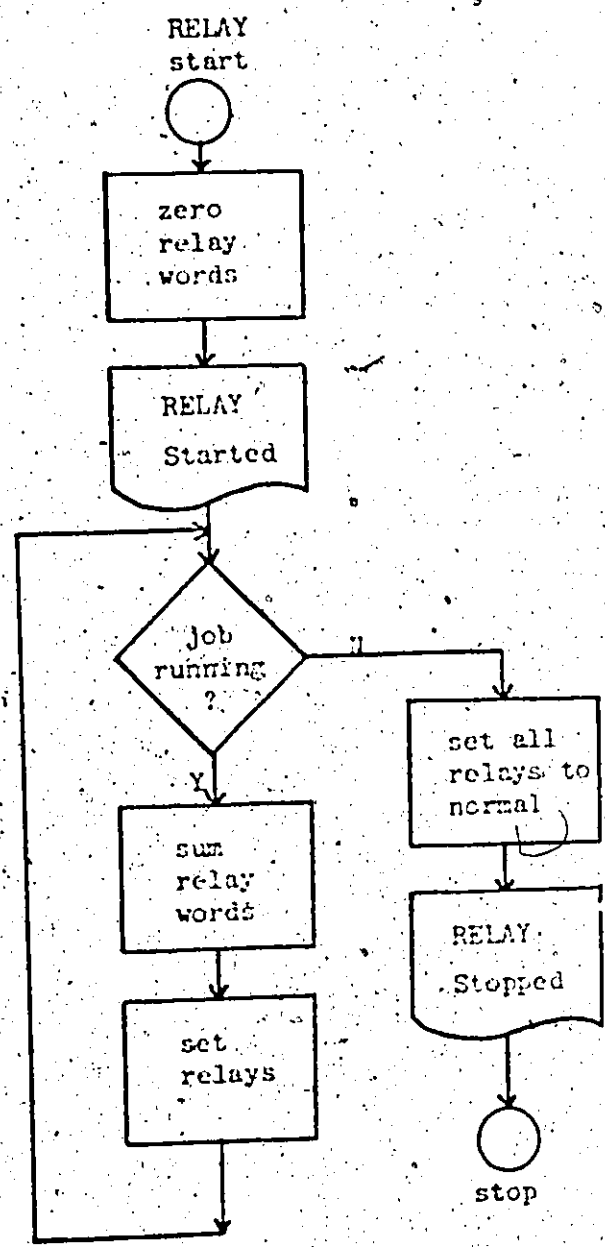 RELAY
start
zero
relay
words
RELAY
Started
job
running
?
N
Y
set all
relays to
normal
sum
relay
words
RELAY
Stopped
set
relays
stop